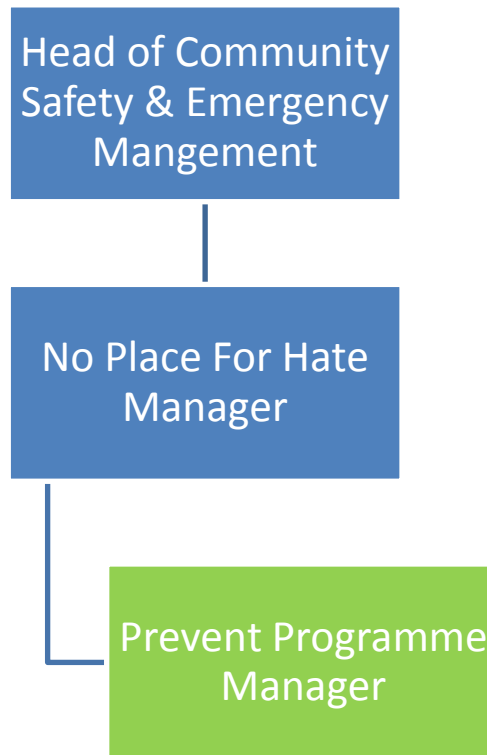 Head of Community
Safety & Emergency
Mangement
No Place For Hate
Manager
Prevent Programme
Manager